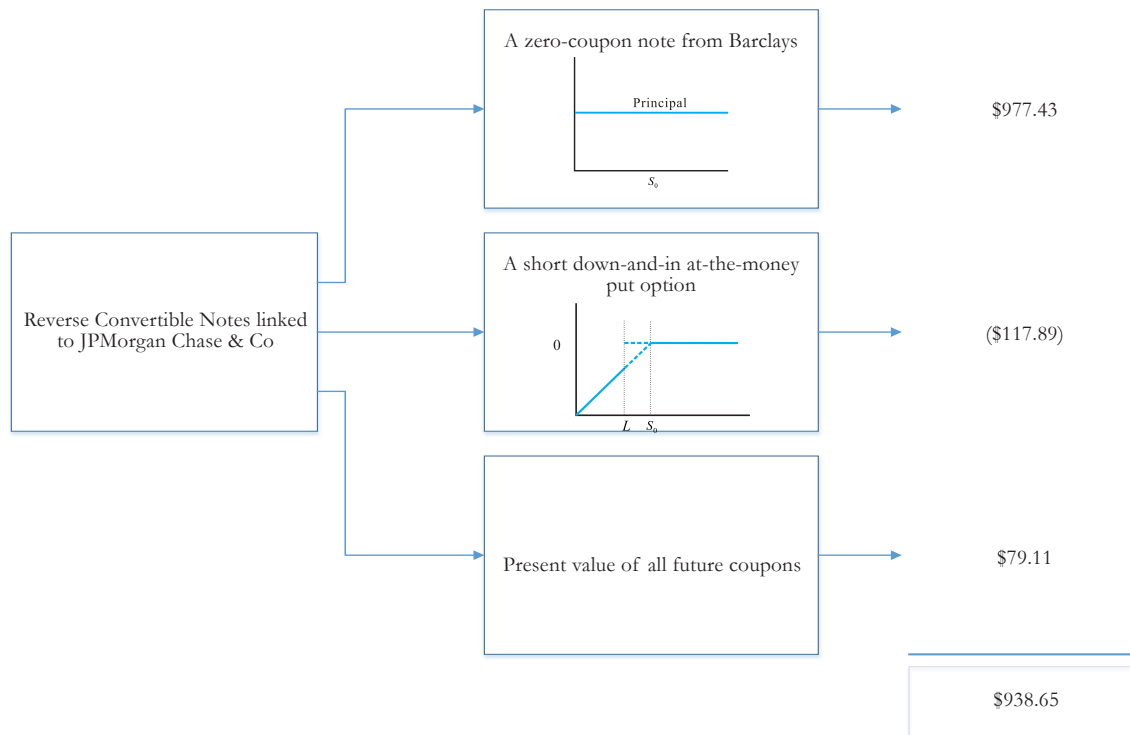 A zero-coupon note from Barclays
Principal
S₀
$977.43
Reverse Convertible Notes linked
to JPMorgan Chase & Co
A short down-and-in at-the-money
put option
0
L S₀
($117.89)
Present value of all future coupons
$79.11
$938.65